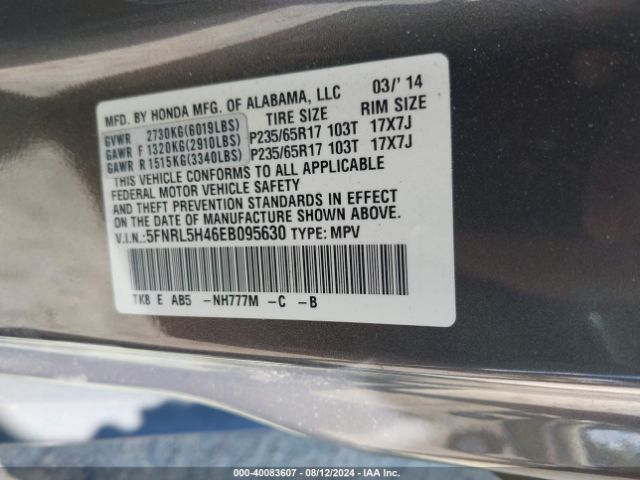 MFD. BY HONDA MFG. OF ALABAMA, LLC 03/'14
TIRE SIZE RIM SIZE
GVWR 2730KG(6019LBS)
GAWR F 1320KG(2910LBS) P235/65R17 103T 17X7J
GAWR R 1515KG(3340LBS) P235/65R17 103T 17X7J
THIS VEHICLE CONFORMS TO ALL APPLICABLE
FEDERAL MOTOR VEHICLE SAFETY
AND THEFT PREVENTION STANDARDS IN EFFECT
ON THE DATE OF MANUFACTURE SHOWN ABOVE.
V.I.N.:5FNRL5H46EB095630 TYPE: MPV
TK8 E AB5 -NH777M -C -B
000-40083607 - 08/12/2024 - IAA Inc.